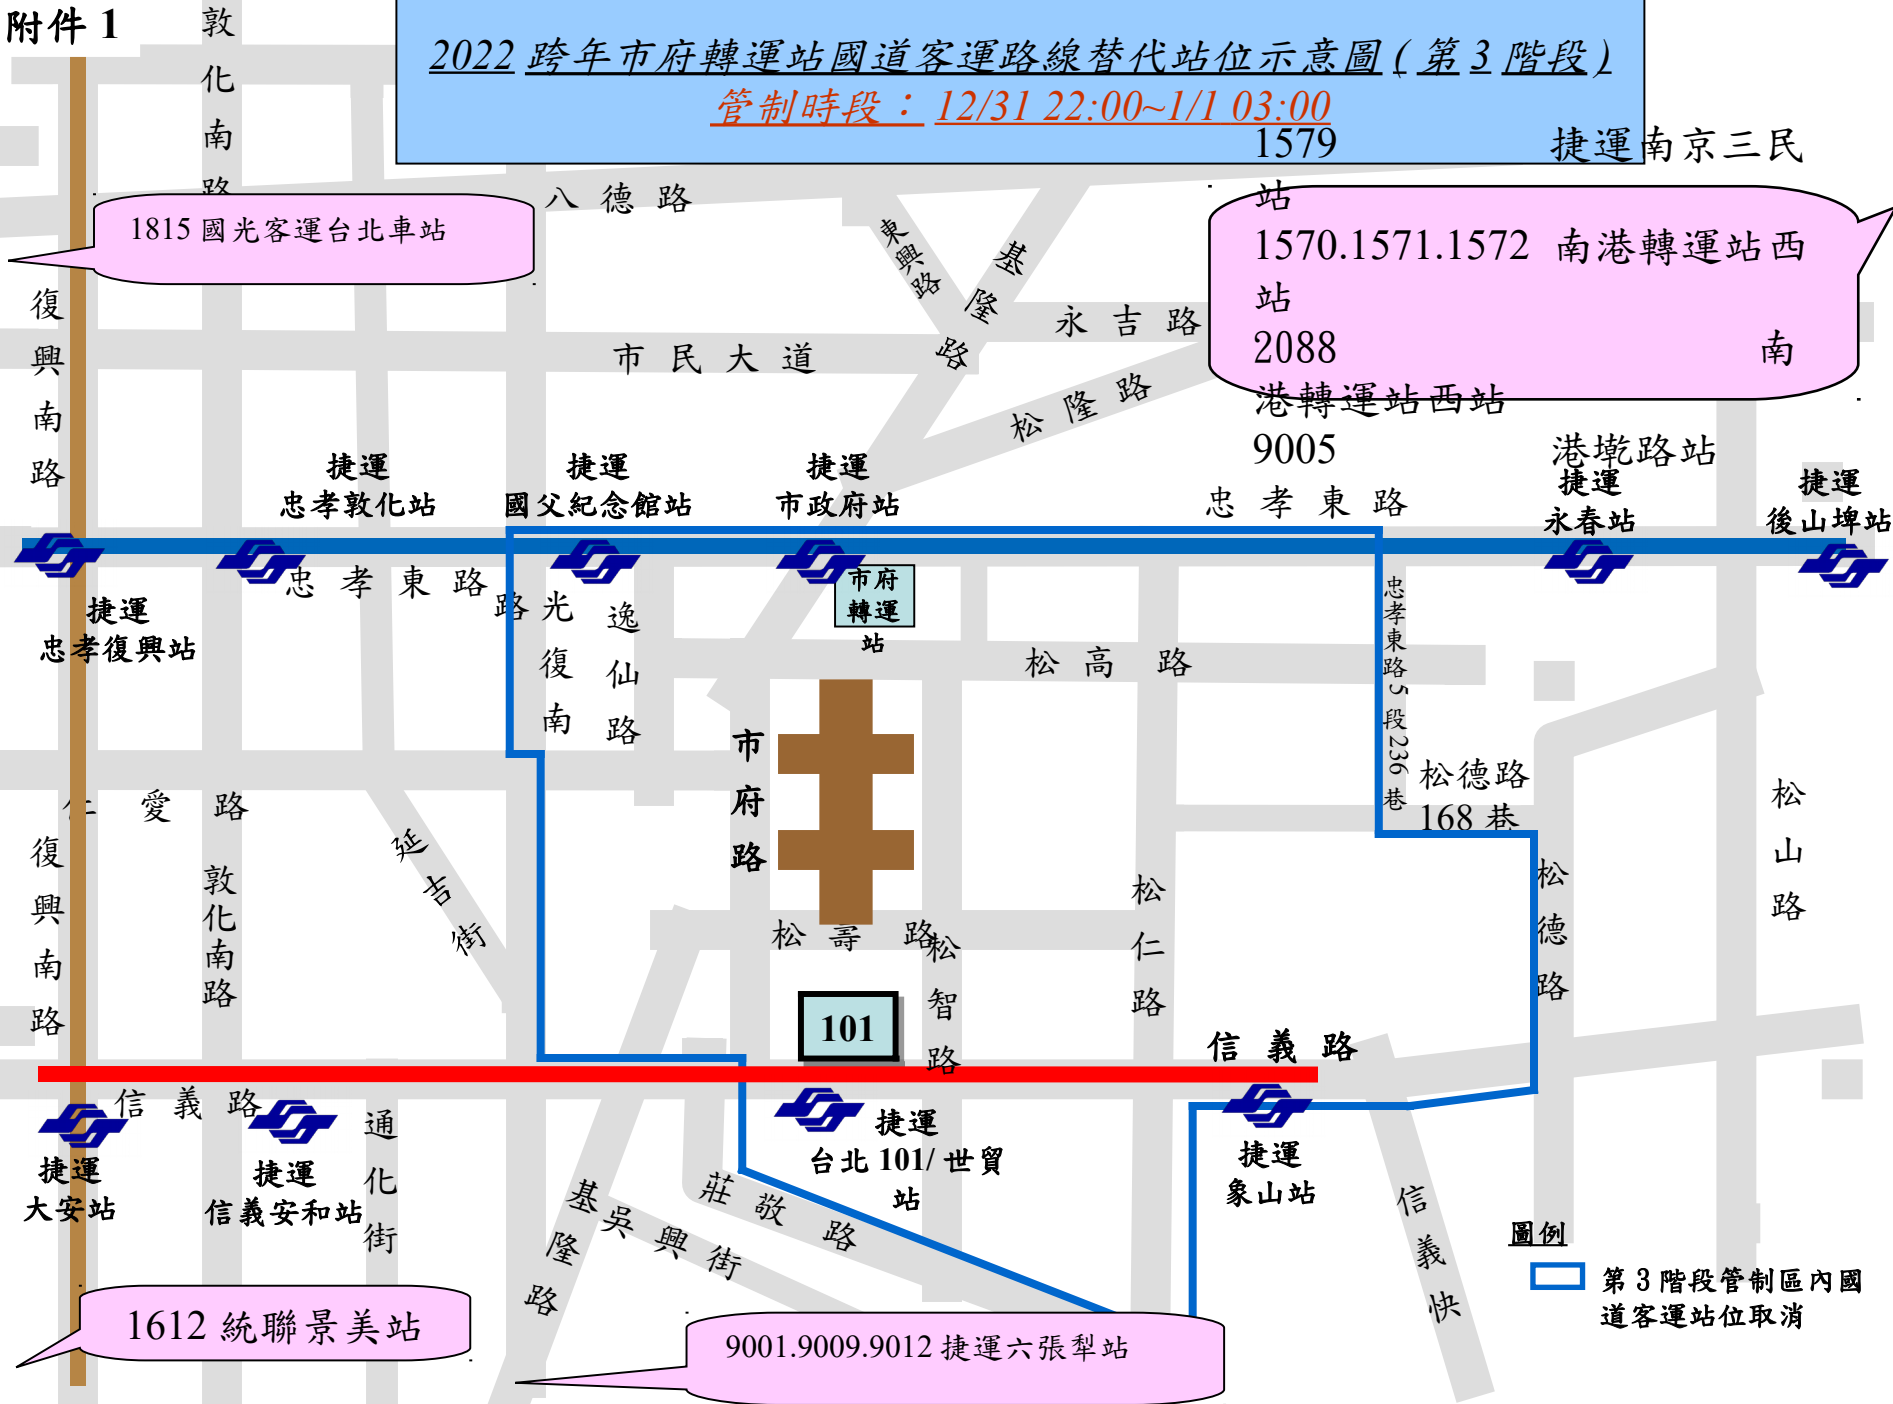 附件 1
2022 跨年市府轉運站國道客運路線替代站位示意圖 ( 第 3 階段 )
管制時段： 12/31 22:00~1/1 03:00
敦化南路
1815 國光客運台北車站
八德路
東興路
基隆路
1579 捷運南京三民
站
1570.1571.1572 南港轉運站西
站
2088 南
港轉運站西站
9005 港墘路站
復興南路
市民大道
永吉路
松隆路
捷運
忠孝敦化站
捷運
國父紀念館站
捷運
市政府站
忠孝東路
捷運
永春站
捷運
後山埤站
捷運
忠孝復興站
忠孝東路
路
光復南
逸仙路
市府
轉運
站
松高路
忠孝東路 5 段 236 巷
松德路
168 巷
市府路
仁愛路
延吉街
復興南路
敦化南路
松壽路
松智路
松仁路
松德路
松山路
101
信義路
信義路
捷運
大安站
捷運
信義安和站
通化街
捷運
台北 101/ 世貿
站
捷運
象山站
基隆路
吳興街
莊敬路
信義快
圖例
第 3 階段管制區內國
道客運站位取消
1612 統聯景美站
9001.9009.9012 捷運六張犁站